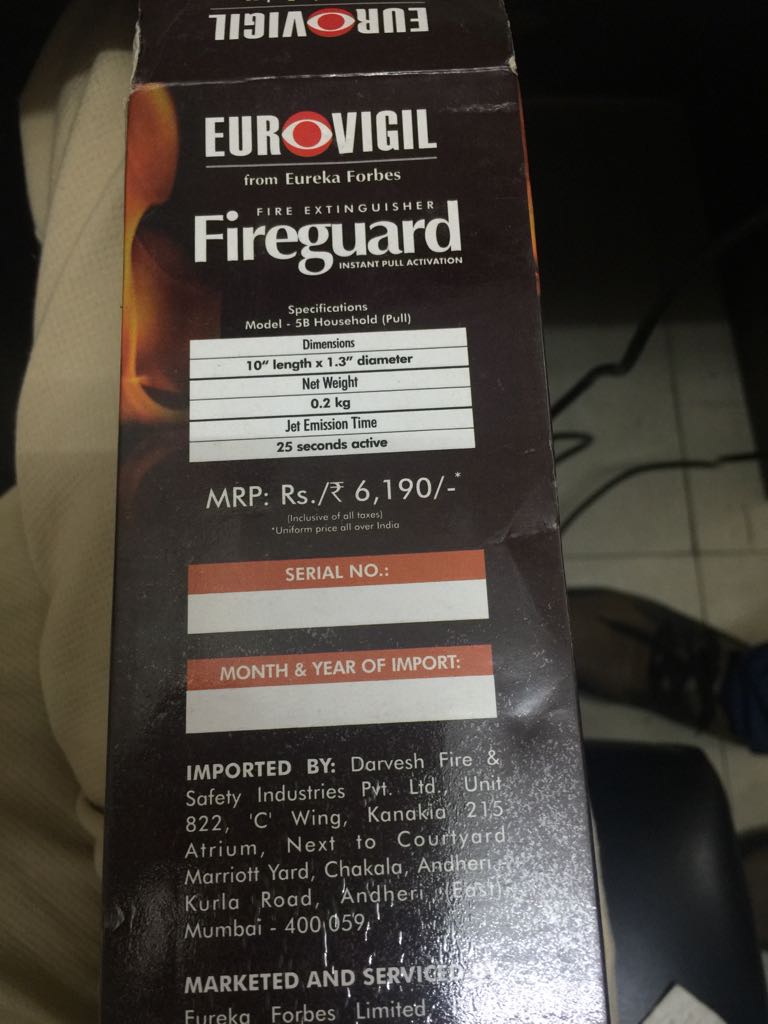 EUROVIGIL
EUROVIGIL
from Eureka Forbes
FIRE EXTINGUISHER
Fireguard
INSTANT PULL ACTIVATION
Specifications
Model - 5B Household (Pull)
Dimensions
10" length x 1.3" diameter
Net Weight
0.2 kg
Jet Emission Time
25 seconds active
MRP: Rs./₹ 6,190/-*
(Inclusive of all taxes)
*Uniform price all over India
SERIAL NO.:
MONTH & YEAR OF IMPORT:
IMPORTED BY: Darvesh Fire &
Safety Industries Pvt. Ltd., Unit
822, 'C' Wing, Kanakia 215
Atrium, Next to Courtyard
Marriott Yard, Chakala, Andheri -
Kurla Road, Andheri (East),
Mumbai - 400 059.
MARKETED AND SERVICED BY:
Eureka Forbes Limited